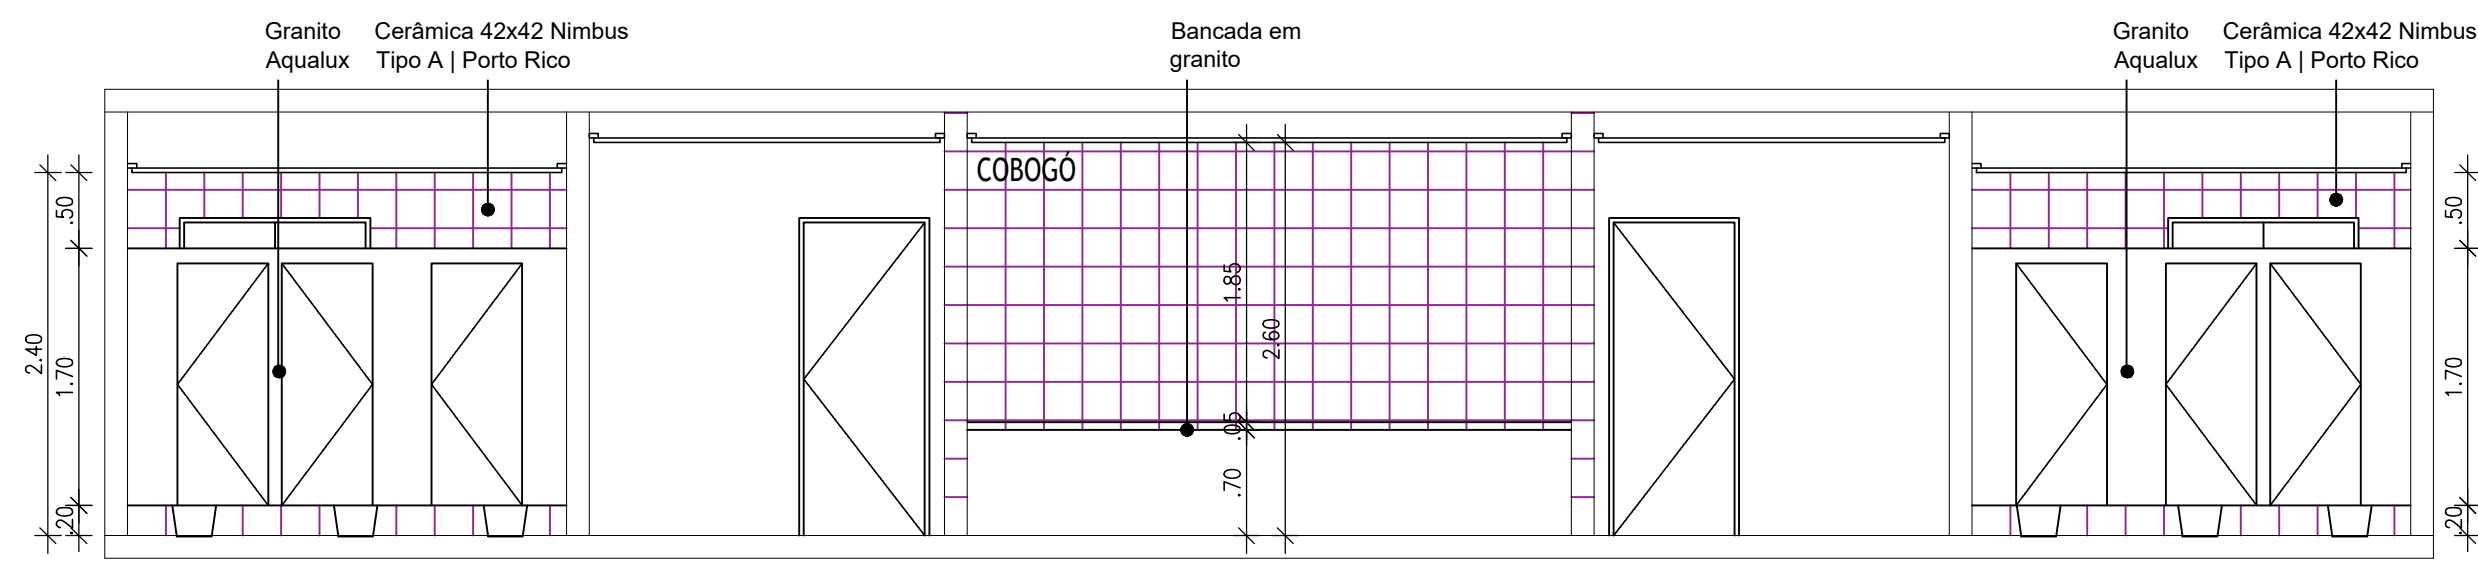 Granito
Aqualux
Cerâmica 42x42 Nimbus
Tipo A | Porto Rico
Bancada em
granito
Granito
Aqualux
Cerâmica 42x42 Nimbus
Tipo A | Porto Rico
COBOGÓ
2.40
.50
1.70
.20
1.85
2.60
.05
.70
.50
1.70
.20